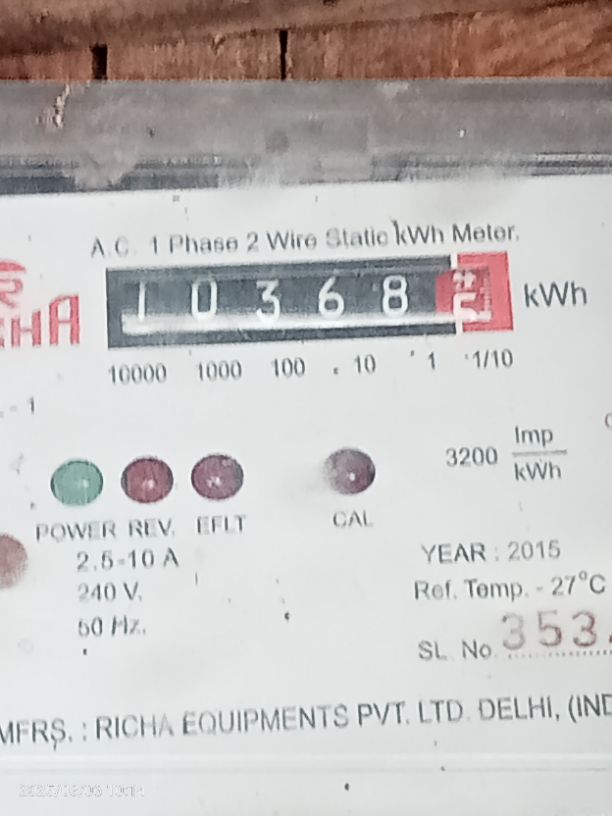 A.C. 1 Phase 2 Wire Static kWh Meter.
1 0 3 6 8
kWh
10000 1000 100 10 1 1/10
- 1
3200 Imp/kWh
POWER REV. EFLT CAL
2.5-10 A
240 V.
50 Hz.
YEAR : 2015
Ref. Temp. - 27°C
SL. No. 353
MFRS. : RICHA EQUIPMENTS PVT. LTD. DELHI, (IND